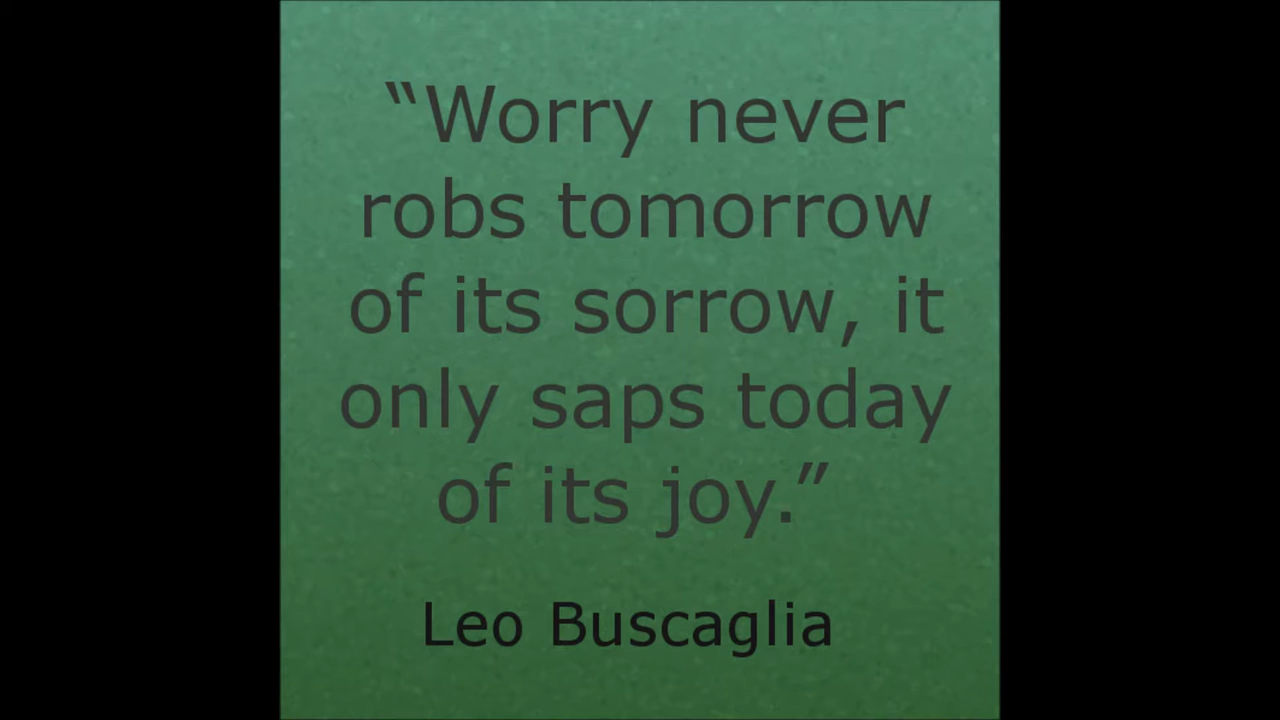 “Worry never
robs tomorrow
of its sorrow, it
only saps today
of its joy.”
Leo Buscaglia